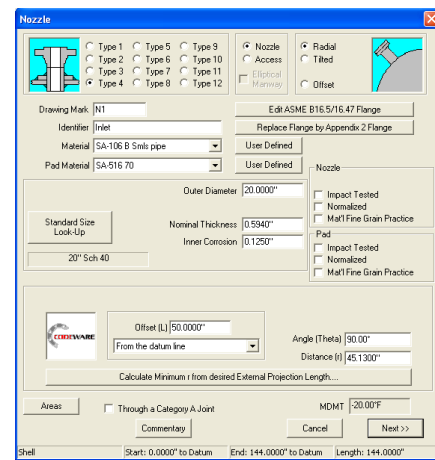 Nozzle
Type 1 Type 5 Type 9
Type 2 Type 6 Type 10
Type 3 Type 7 Type 11
Type 4 Type 8 Type 12
Nozzle
Access
Elliptical
Manway
Radial
Tilted
Offset
Drawing Mark N1
Edit ASME B16.5/16.47 Flange
Identifier Inlet
Replace Flange by Appendix 2 Flange
Material SA-106 B Smls pipe User Defined
Pad Material SA-516 70 User Defined
Nozzle
Impact Tested
Normalized
Mat'l Fine Grain Practice
Pad
Impact Tested
Normalized
Mat'l Fine Grain Practice
Outer Diameter 20.0000"
Standard Size
Look-Up
Nominal Thickness 0.5940"
Inner Corrosion 0.1250"
20" Sch 40
CODEWARE
Offset (L) 50.0000"
From the datum line
Angle (Theta) 90.00°
Distance (r) 45.1300"
Calculate Minimum r from desired External Projection Length....
Areas
Through a Category A Joint
MDMT -20.00°F
Commentary
Cancel
Next >>
Shell Start: 0.0000" to Datum End: 144.0000" to Datum Length: 144.0000"